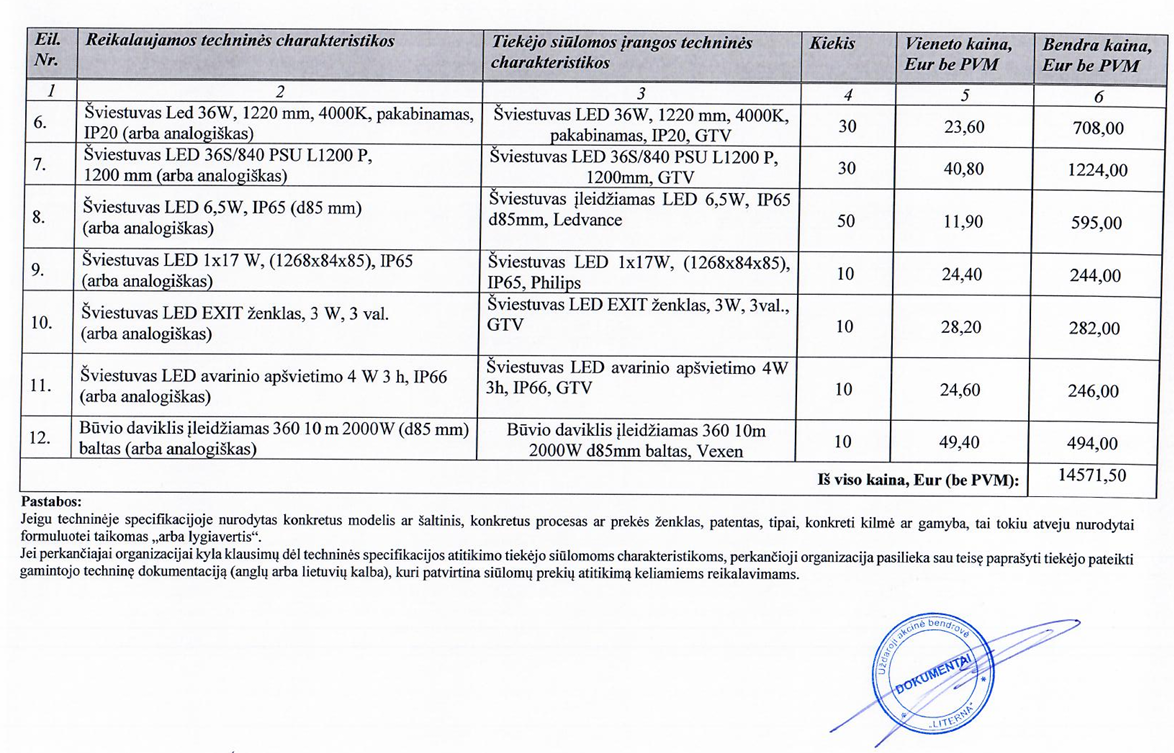 Eil. Nr. Reikalaujamos techninės charakteristikos Tiekėjo siūlomos įrangos techninės charakteristikos Kiekis Vieneto kaina, Eur be PVM Bendra kaina, Eur be PVM
1 2 3 4 5 6
6. Šviestuvas Led 36W, 1220 mm, 4000K, pakabinamas, IP20 (arba analogiškas) Šviestuvas LED 36W, 1220 mm, 4000K, pakabinamas, IP20, GTV 30 23,60 708,00
7. Šviestuvas LED 36S/840 PSU L1200 P, 1200 mm (arba analogiškas) Šviestuvas LED 36S/840 PSU L1200 P, 1200mm, GTV 30 40,80 1224,00
8. Šviestuvas LED 6,5W, IP65 (d85 mm) (arba analogiškas) Šviestuvas įleidžiamas LED 6,5W, IP65 d85mm, Ledvance 50 11,90 595,00
9. Šviestuvas LED 1x17 W, (1268x84x85), IP65 (arba analogiškas) Šviestuvas LED 1x17W, (1268x84x85), IP65, Philips 10 24,40 244,00
10. Šviestuvas LED EXIT ženklas, 3 W, 3 val. (arba analogiškas) Šviestuvas LED EXIT ženklas, 3W, 3val., GTV 10 28,20 282,00
11. Šviestuvas LED avarinio apšvietimo 4 W 3 h, IP66 (arba analogiškas) Šviestuvas LED avarinio apšvietimo 4W 3h, IP66, GTV 10 24,60 246,00
12. Būvio daviklis įleidžiamas 360 10 m 2000W (d85 mm) baltas (arba analogiškas) Būvio daviklis įleidžiamas 360 10m 2000W d85mm baltas, Vexen 10 49,40 494,00
Iš viso kaina, Eur (be PVM): 14571,50
Pastabos:
Jeigu techninėje specifikacijoje nurodytas konkretus modelis ar šaltinis, konkretus procesas ar prekės ženklas, patentas, tipai, konkreti kilmė ar gamyba, tai tokiu atveju nurodytai
formuluotei taikomas „arba lygiavertis“.
Jei perkančiajai organizacijai kyla klausimų dėl techninės specifikacijos atitikimo tiekėjo siūlomoms charakteristikoms, perkančioji organizacija pasilieka sau teisę paprašyti tiekėjo pateikti
gamintojo techninę dokumentaciją (anglų arba lietuvių kalba), kuri patvirtina siūlomų prekių atitikimą keliamiems reikalavimams.
Uždaroji akcinė bendrovė
DOKUMENTAI
„LITERNA“